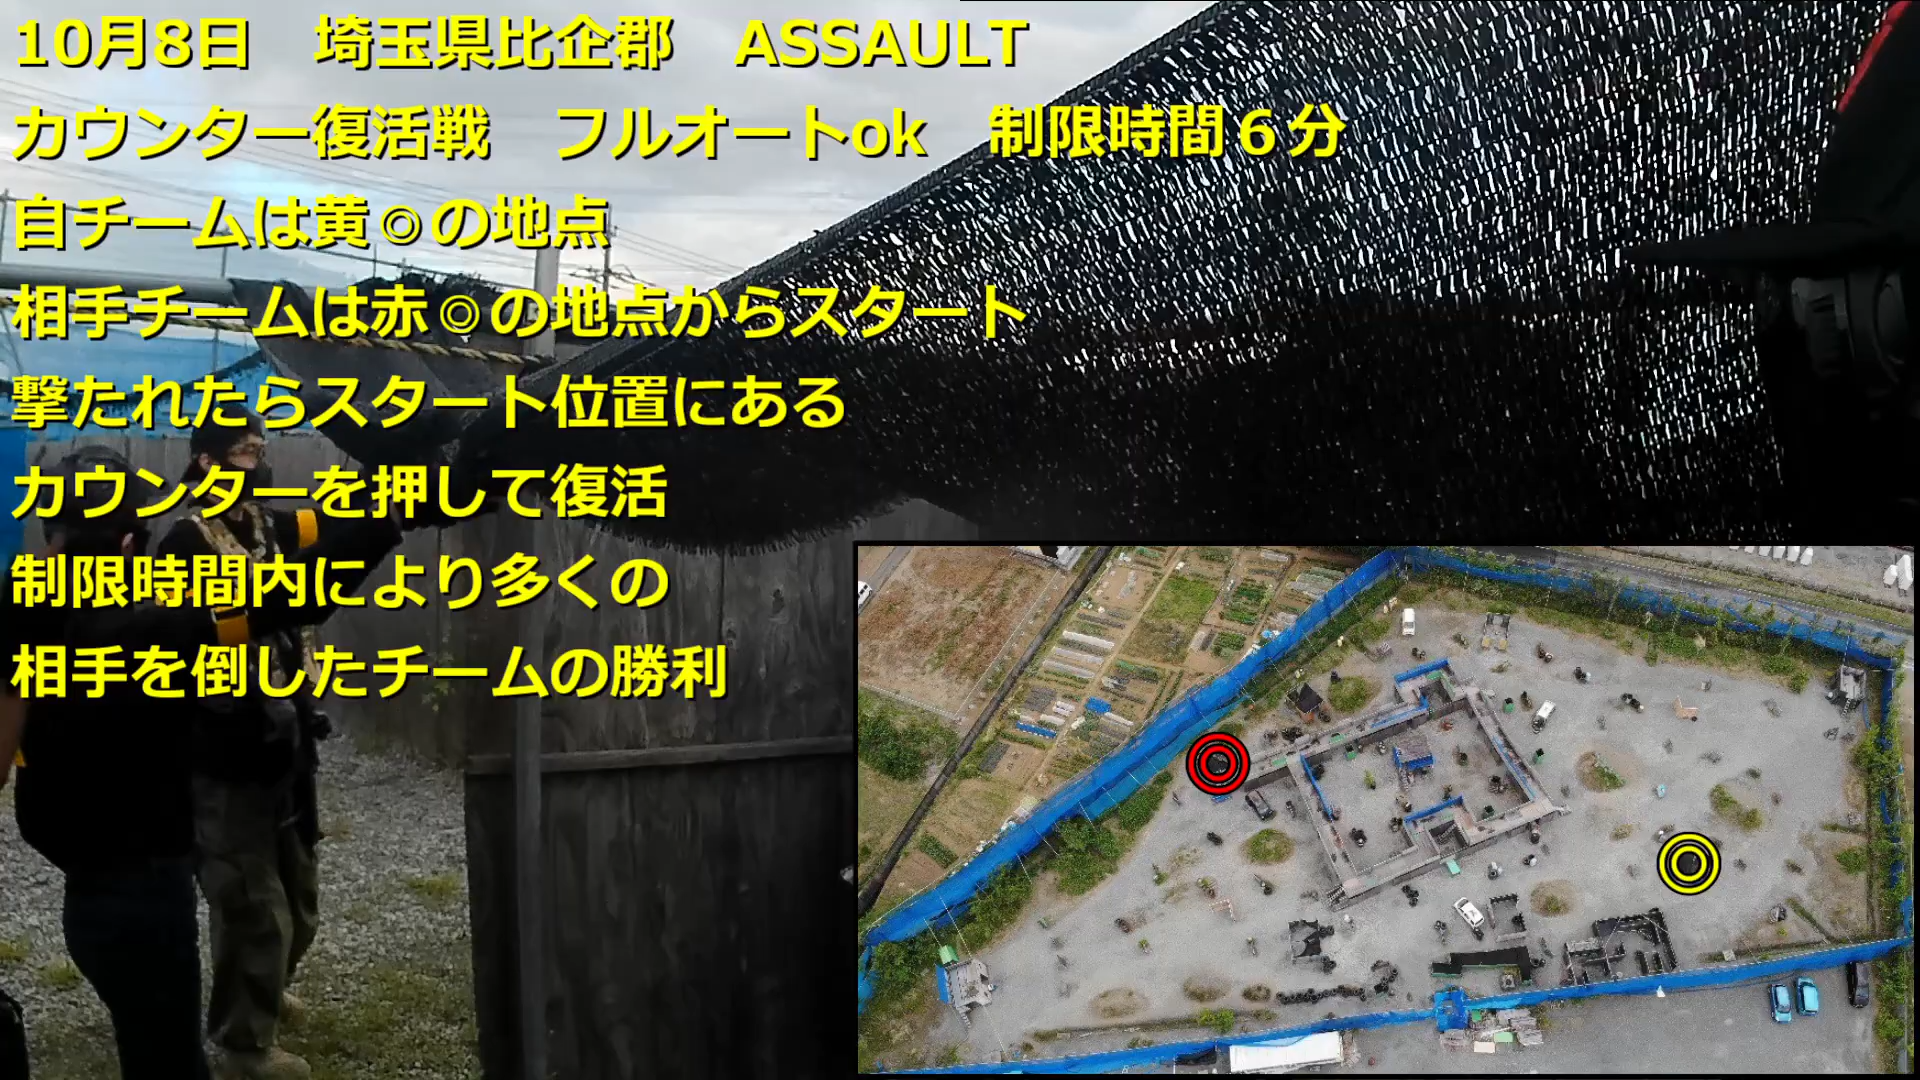 10月8日　埼玉県比企郡　ASSAULT
カウンター復活戦　フルオートok　制限時間６分
自チームは黄◎の地点
相手チームは赤◎の地点からスタート
撃たれたらスタート位置にある
カウンターを押して復活
制限時間内により多くの
相手を倒したチームの勝利